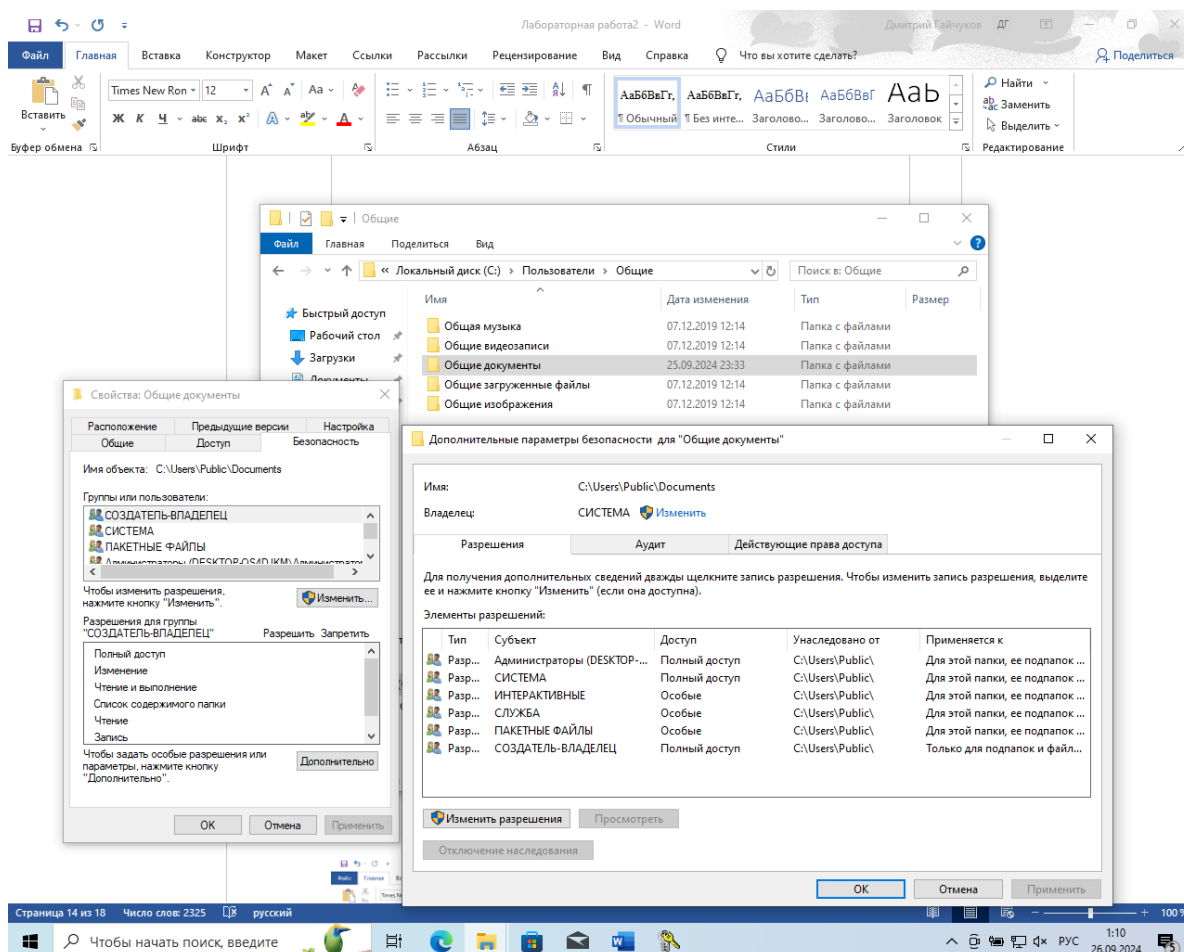 Лабораторная работа2 - Word
Дмитрий Гайчуков ДГ
Файл Главная Вставка Конструктор Макет Ссылки Рассылки Рецензирование Вид Справка Что вы хотите сделать? Поделиться
Вставить
Times New Ron 12 Аа
Ж К Ч abc x₂ x²
АаБбВвГг, АаБбВвГг, АаБбВı АаБбВвГ Аab
¶ Обычный ¶ Без инте... Заголово... Заголово... Заголовок
Найти
Заменить
Выделить
Буфер обмена Шрифт Абзац Стили Редактирование
Общие
Файл Главная Поделиться Вид
« Локальный диск (C:) › Пользователи › Общие
Поиск в: Общие
Быстрый доступ
Рабочий стол
Загрузки
Документы
Имя Дата изменения Тип Размер
Общая музыка 07.12.2019 12:14 Папка с файлами
Общие видеозаписи 07.12.2019 12:14 Папка с файлами
Общие документы 25.09.2024 23:33 Папка с файлами
Общие загруженные файлы 07.12.2019 12:14 Папка с файлами
Общие изображения 07.12.2019 12:14 Папка с файлами
Свойства: Общие документы
Расположение Предыдущие версии Настройка
Общие Доступ Безопасность
Имя объекта: C:\Users\Public\Documents
Группы или пользователи:
СОЗДАТЕЛЬ-ВЛАДЕЛЕЦ
СИСТЕМА
ПАКЕТНЫЕ ФАЙЛЫ
Чтобы изменить разрешения,
нажмите кнопку "Изменить".
Изменить...
Разрешения для группы
"СОЗДАТЕЛЬ-ВЛАДЕЛЕЦ" Разрешить Запретить
Полный доступ
Изменение
Чтение и выполнение
Список содержимого папки
Чтение
Запись
Чтобы задать особые разрешения или
параметры, нажмите кнопку
"Дополнительно".
Дополнительно
OK Отмена Применить
Дополнительные параметры безопасности для "Общие документы"
Имя: C:\Users\Public\Documents
Владелец: СИСТЕМА Изменить
Разрешения Аудит Действующие права доступа
Для получения дополнительных сведений дважды щелкните запись разрешения. Чтобы изменить запись разрешения, выделите
ее и нажмите кнопку "Изменить" (если она доступна).
Элементы разрешений:
Тип Субъект Доступ Унаследовано от Применяется к
Разр... Администраторы (DESKTOP-... Полный доступ C:\Users\Public\ Для этой папки, ее подпапок ...
Разр... СИСТЕМА Полный доступ C:\Users\Public\ Для этой папки, ее подпапок ...
Разр... ИНТЕРАКТИВНЫЕ Особые C:\Users\Public\ Для этой папки, ее подпапок ...
Разр... СЛУЖБА Особые C:\Users\Public\ Для этой папки, ее подпапок ...
Разр... ПАКЕТНЫЕ ФАЙЛЫ Особые C:\Users\Public\ Для этой папки, ее подпапок ...
Разр... СОЗДАТЕЛЬ-ВЛАДЕЛЕЦ Полный доступ C:\Users\Public\ Только для подпапок и файл...
Изменить разрешения Просмотреть
Отключение наследования
OK Отмена Применить
Страница 14 из 18 Число слов: 2325 русский 100 %
Чтобы начать поиск, введите
РУС 1:10
26.09.2024